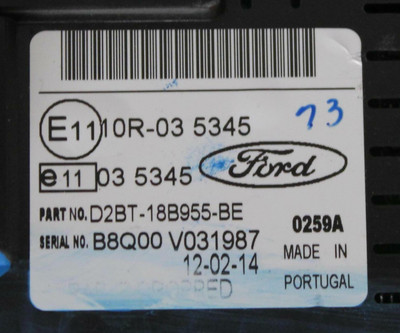 73
E11 10R-03 5345
e11 03 5345
Ford
PART NO. D2BT-18B955-BE
0259A
SERIAL NO. B8Q00 V031987
MADE IN
12-02-14
PORTUGAL